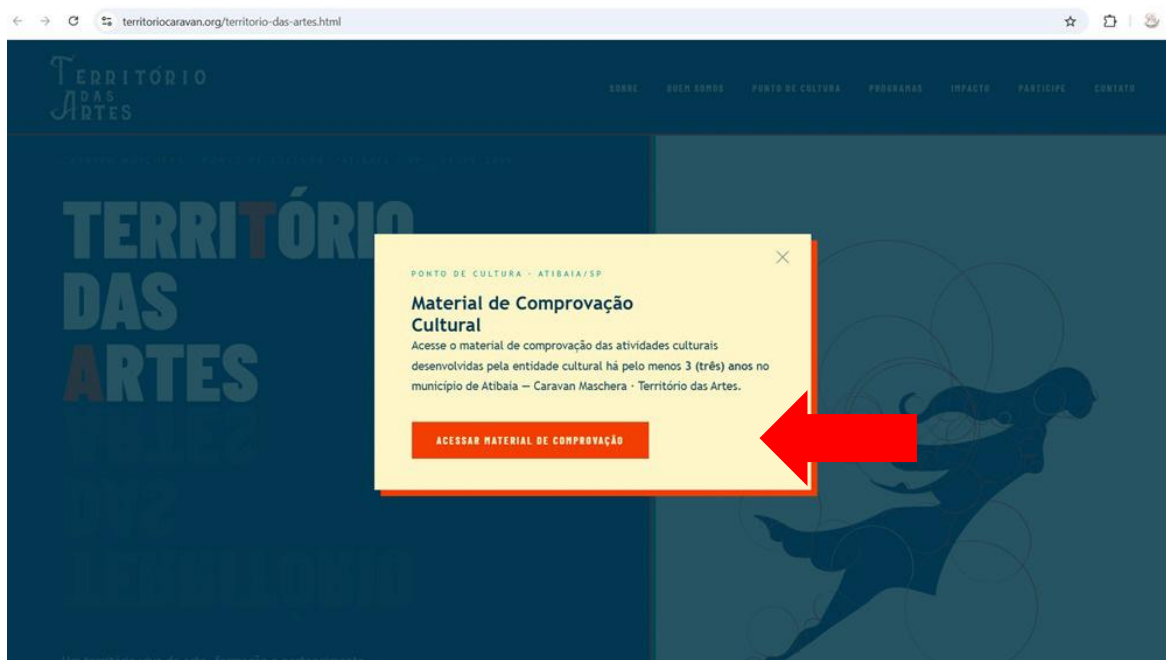 territoriocaravan.org/territorio-das-artes.html
TERRITÓRIO
DAS
ARTES
SOBRE QUEM SOMOS PONTO DE CULTURA PROGRAMAS IMPACTO PARTICIPE CONTATO
TERRITÓRIO
DAS
ARTES
PONTO DE CULTURA · ATIBAIA/SP
Material de Comprovação
Cultural
Acesse o material de comprovação das atividades culturais
desenvolvidas pela entidade cultural há pelo menos 3 (três) anos no
município de Atibaia — Caravan Maschera · Território das Artes.
ACESSAR MATERIAL DE COMPROVAÇÃO
ARTES
DAS
TERRITÓRIO